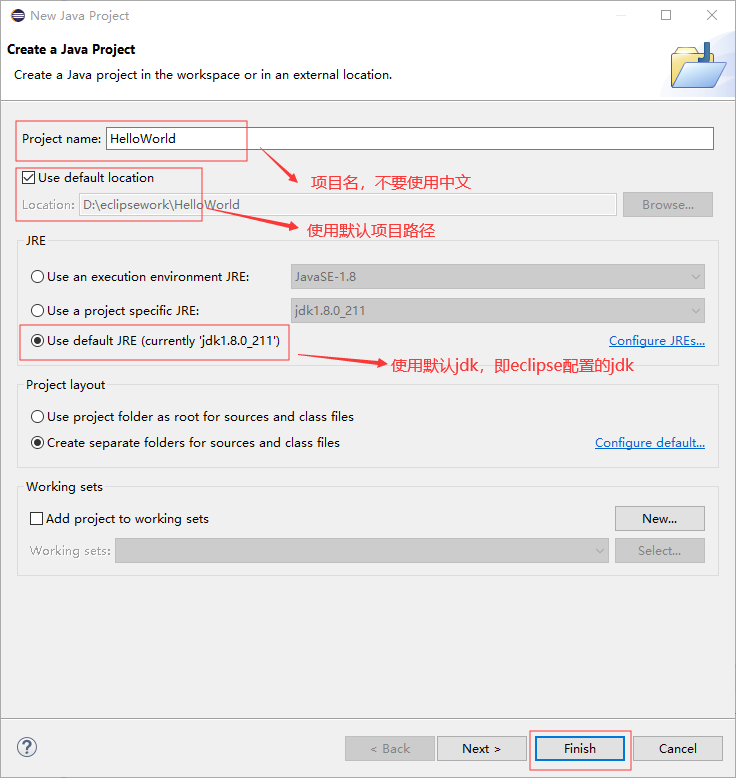 New Java Project
Create a Java Project
Create a Java project in the workspace or in an external location.
Project name: HelloWorld
项目名，不要使用中文
Use default location
Location: D:\eclipsework\HelloWorld Browse...
使用默认项目路径
JRE
Use an execution environment JRE: JavaSE-1.8
Use a project specific JRE: jdk1.8.0_211
Use default JRE (currently 'jdk1.8.0_211') Configure JREs...
使用默认jdk，即eclipse配置的jdk
Project layout
Use project folder as root for sources and class files
Create separate folders for sources and class files Configure default...
Working sets
Add project to working sets New...
Working sets: Select...
? < Back Next > Finish Cancel